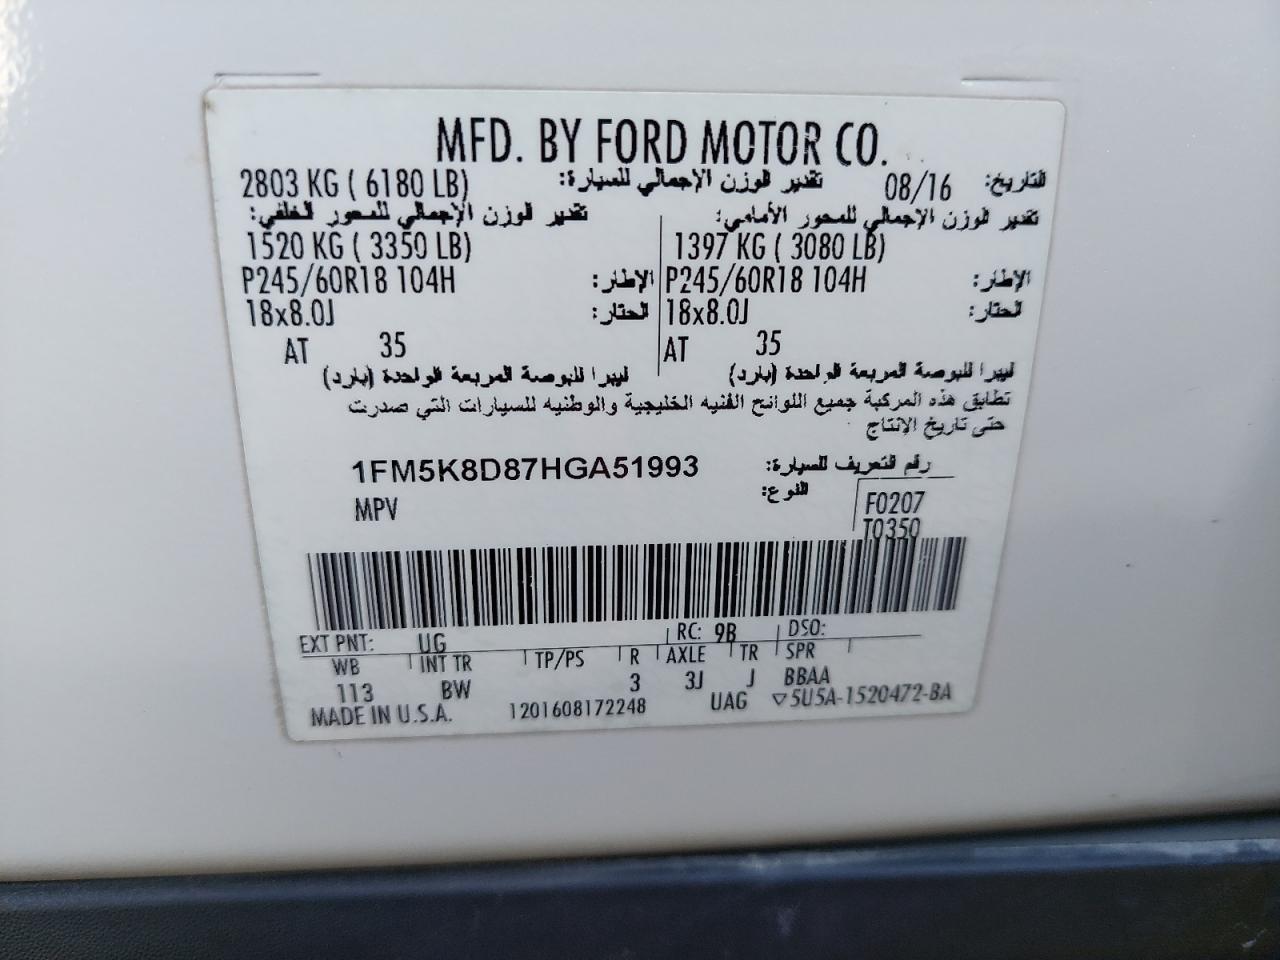 MFD. BY FORD MOTOR CO.
التاريخ: 08/16 تقدير الوزن الإجمالي للسيارة: 2803 KG ( 6180 LB)
تقدير الوزن الإجمالي للمحور الأمامي: تقدير الوزن الإجمالي للمحور الخلفي:
1397 KG ( 3080 LB) 1520 KG ( 3350 LB)
الإطار: P245/60R18 104H الإطار: P245/60R18 104H
الحتار: 18x8.0J الحتار: 18x8.0J
AT 35 AT 35
ليبرا للبوصة المربعة الواحدة (بارد) ليبرا للبوصة المربعة الواحدة (بارد)
تطابق هذه المركبة جميع اللوائح الفنيه الخليجية والوطنيه للسيارات التي صدرت
حتى تاريخ الإنتاج
رقم التعريف للسيارة: 1FM5K8D87HGA51993
النوع: MPV
F0207
T0350
EXT PNT: UG RC: 9B DSO:
WB INT TR TP/PS R AXLE TR SPR
113 BW 3 3J J BBAA
MADE IN U.S.A. 1201608172248 UAG ▽5U5A-1520472-BA